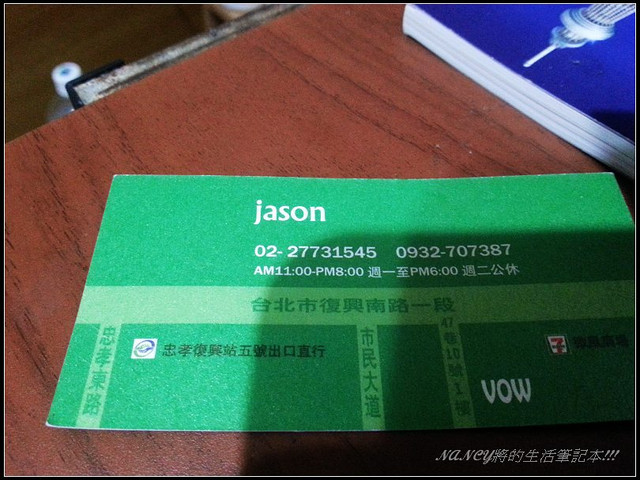 jason
02- 27731545 0932-707387
AM11:00-PM8:00 週一至PM6:00 週二公休
台北市復興南路一段
忠孝東路
忠孝復興站五號出口直行
市民大道
47巷10號1樓
VOW
NANCY將的生活筆記本!!!